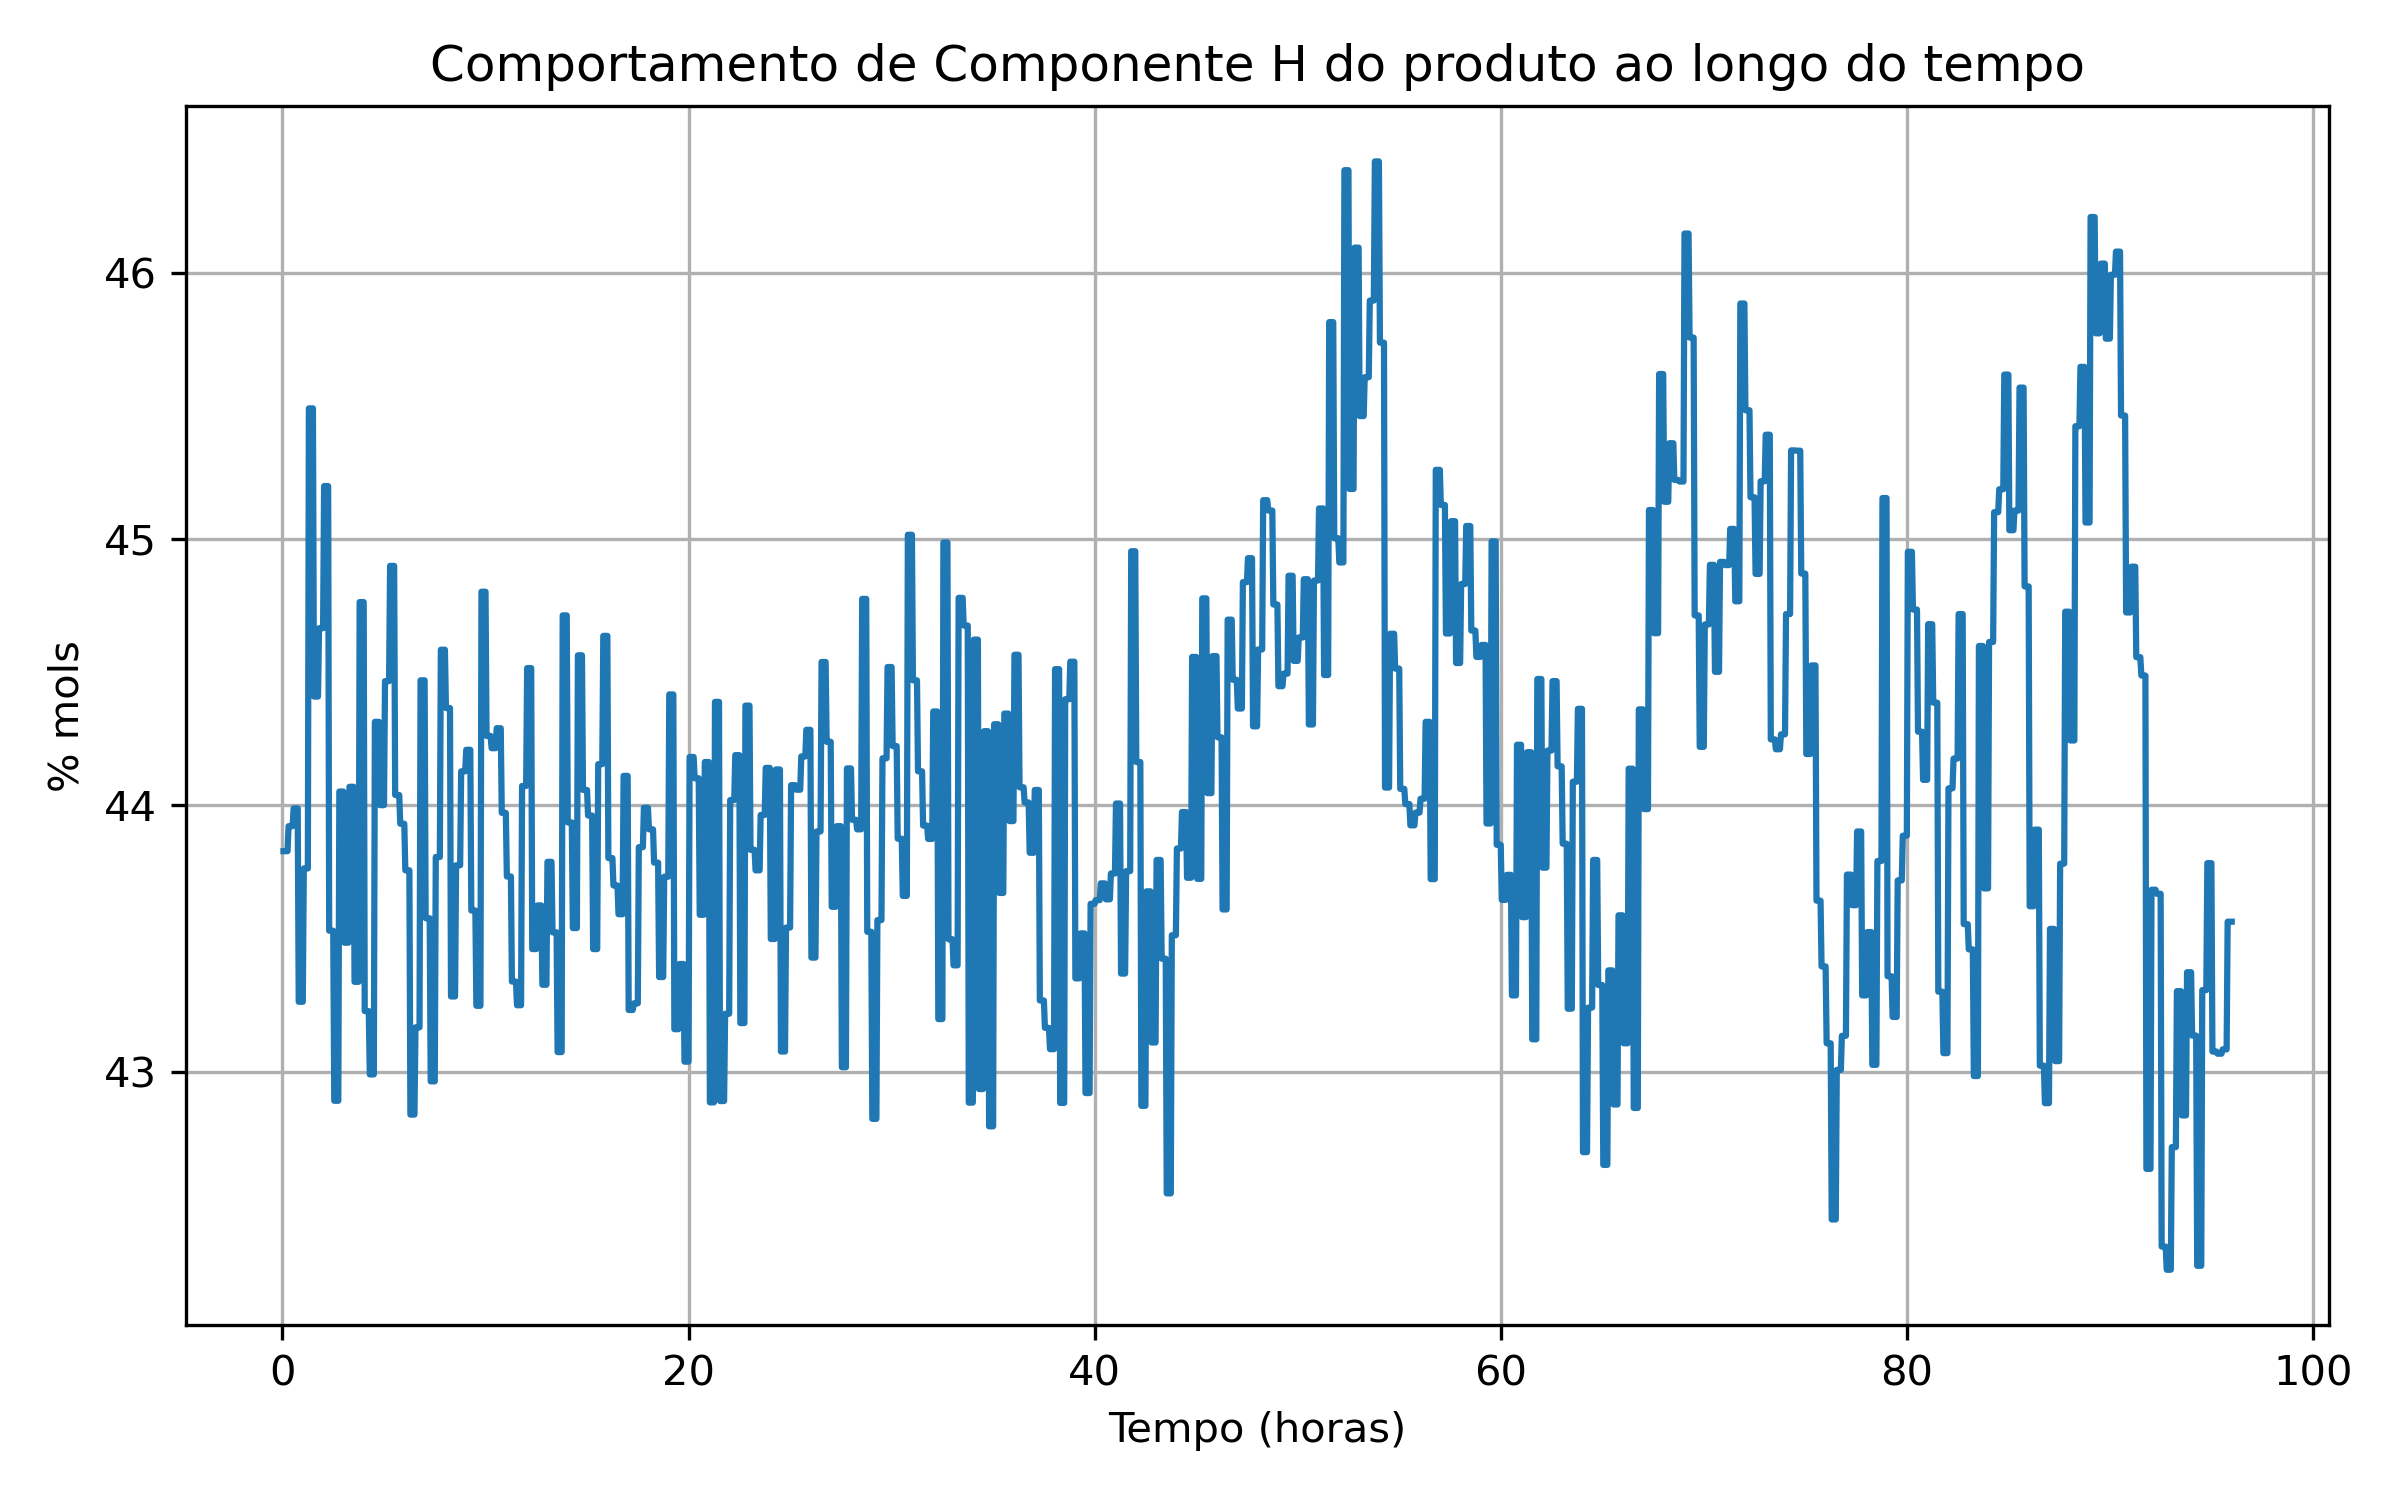 Comportamento de Componente H do produto ao longo do tempo
% mols
46
45
44
43
0 20 40 60 80 100
Tempo (horas)